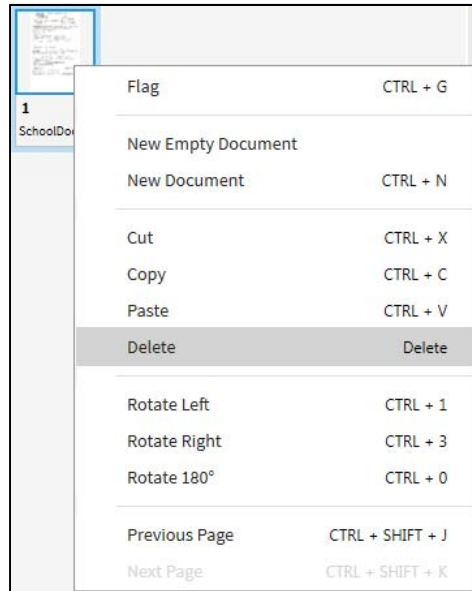 1
SchoolDo
Flag CTRL + G
New Empty Document
New Document CTRL + N
Cut CTRL + X
Copy CTRL + C
Paste CTRL + V
Delete Delete
Rotate Left CTRL + 1
Rotate Right CTRL + 3
Rotate 180° CTRL + 0
Previous Page CTRL + SHIFT + J
Next Page CTRL + SHIFT + K